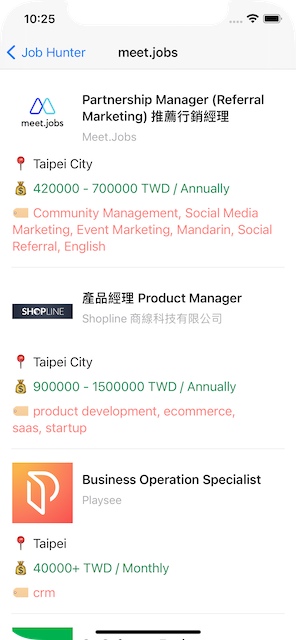 10:25
Job Hunter
meet.jobs
Partnership Manager (Referral
Marketing) 推薦行銷經理
meet.jobs
Meet.Jobs
Taipei City
420000 - 700000 TWD / Annually
Community Management, Social Media
Marketing, Event Marketing, Mandarin, Social
Referral, English
產品經理 Product Manager
SHOPLINE
Shopline 商線科技有限公司
Taipei City
900000 - 1500000 TWD / Annually
product development, ecommerce,
saas, startup
Business Operation Specialist
Playsee
Taipei
40000+ TWD / Monthly
crm